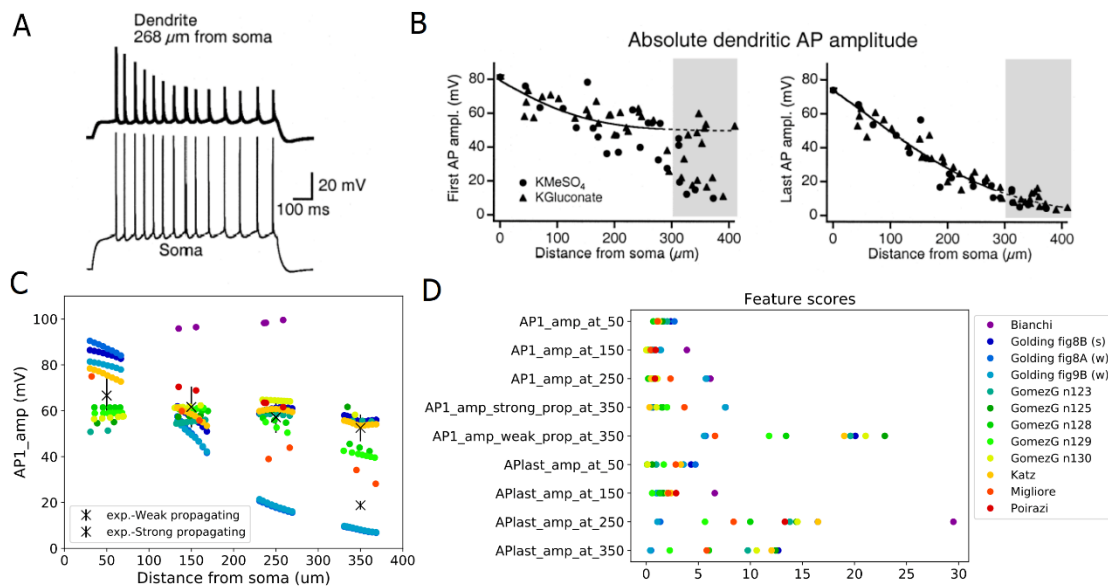 A
Dendrite
268 µm from soma
20 mV
100 ms
Soma
B
Absolute dendritic AP amplitude
First AP ampl. (mV)
80
60
40
20
0
KMeSO4
KGluconate
0 100 200 300 400
Distance from soma (µm)
Last AP ampl. (mV)
80
60
40
20
0
0 100 200 300 400
Distance from soma (µm)
C
AP1_amp (mV)
100
80
60
40
20
0
exp.-Weak propagating
exp.-Strong propagating
0 50 100 150 200 250 300 350 400
Distance from soma (um)
D
Feature scores
AP1_amp_at_50
AP1_amp_at_150
AP1_amp_at_250
AP1_amp_strong_prop_at_350
AP1_amp_weak_prop_at_350
APlast_amp_at_50
APlast_amp_at_150
APlast_amp_at_250
APlast_amp_at_350
0 5 10 15 20 25 30
Bianchi
Golding fig8B (s)
Golding fig8A (w)
Golding fig9B (w)
GomezG n123
GomezG n125
GomezG n128
GomezG n129
GomezG n130
Katz
Migliore
Poirazi